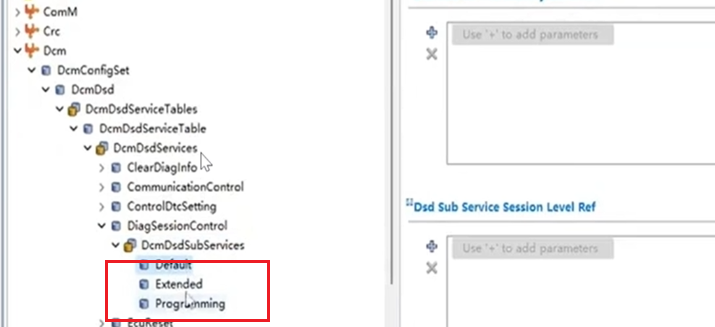 ComM
Crc
Dcm
DcmConfigSet
DcmDsd
DcmDsdServiceTables
DcmDsdServiceTable
DcmDsdServices
ClearDiagInfo
CommunicationControl
ControlDtcSetting
DiagSessionControl
DcmDsdSubServices
Default
Extended
Programming
EcuReset
Use '+' to add parameters
Dsd Sub Service Session Level Ref
Use '+' to add parameters